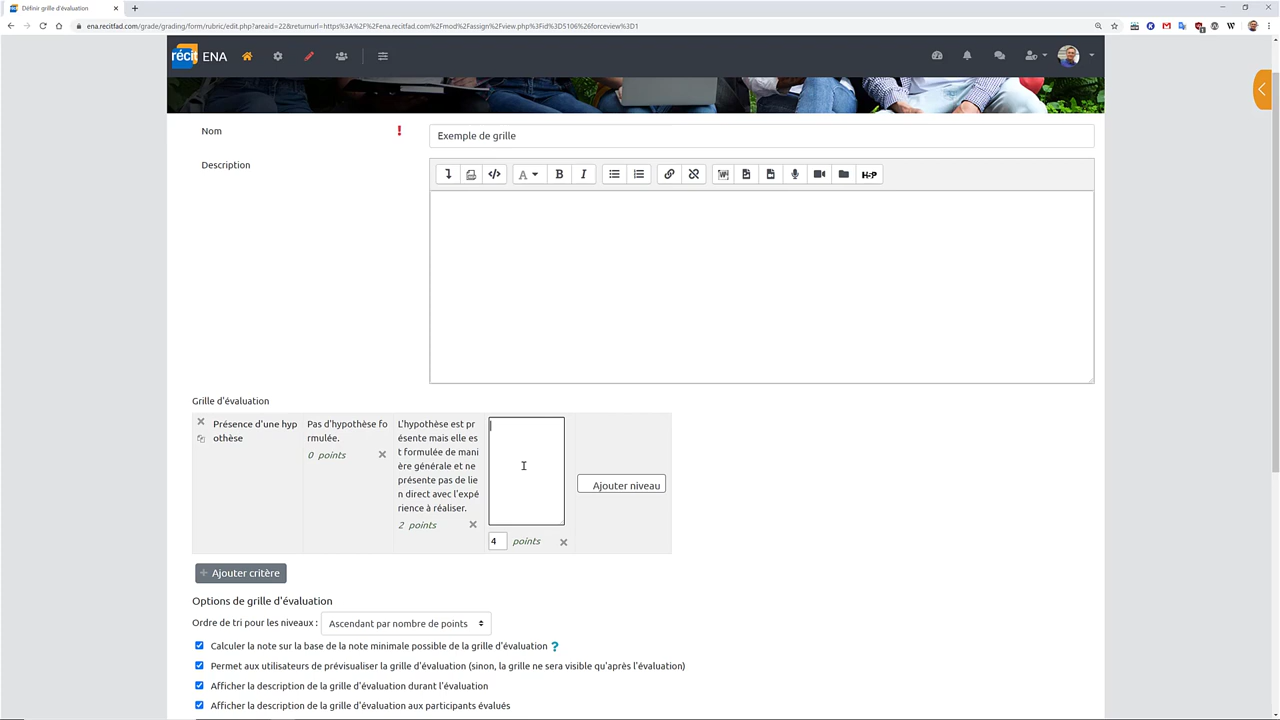 Définir grille d'évaluation
ena.recitfad.com/grade/grading/form/rubric/edit.php?areaid=22&returnurl=https%3A%2F%2Fena.recitfad.com%2Fmod%2Fassign%2Fview.php%3Fid%3D5106%26forceview%3D1
récit ENA
Nom
Exemple de grille
Description
A B I
H-P
Grille d'évaluation
Présence d'une hyp
othèse
Pas d'hypothèse fo
rmulée.
0 points
L'hypothèse est pr
ésente mais elle es
t formulée de mani
ère générale et ne
présente pas de lie
n direct avec l'expé
rience à réaliser.
2 points
4 points
Ajouter niveau
+ Ajouter critère
Options de grille d'évaluation
Ordre de tri pour les niveaux : Ascendant par nombre de points
Calculer la note sur la base de la note minimale possible de la grille d'évaluation ?
Permet aux utilisateurs de prévisualiser la grille d'évaluation (sinon, la grille ne sera visible qu'après l'évaluation)
Afficher la description de la grille d'évaluation durant l'évaluation
Afficher la description de la grille d'évaluation aux participants évalués